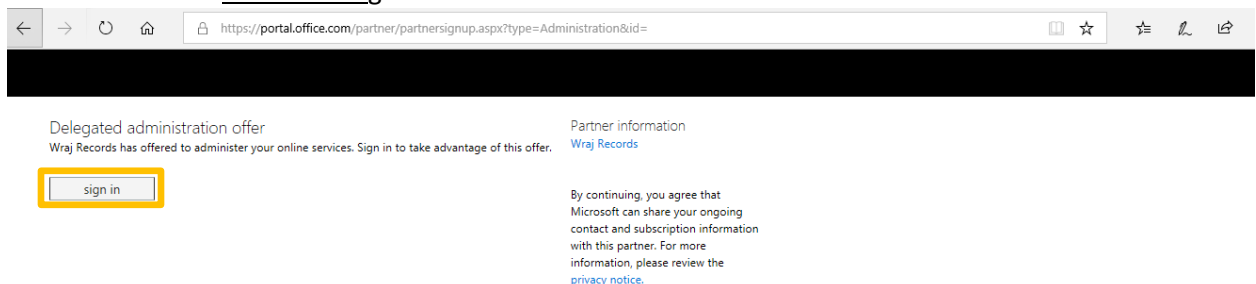 https://portal.office.com/partner/partnersignup.aspx?type=Administration&id=
Delegated administration offer
Wraj Records has offered to administer your online services. Sign in to take advantage of this offer.
sign in
Partner information
Wraj Records
By continuing, you agree that
Microsoft can share your ongoing
contact and subscription information
with this partner. For more
information, please review the
privacy notice.